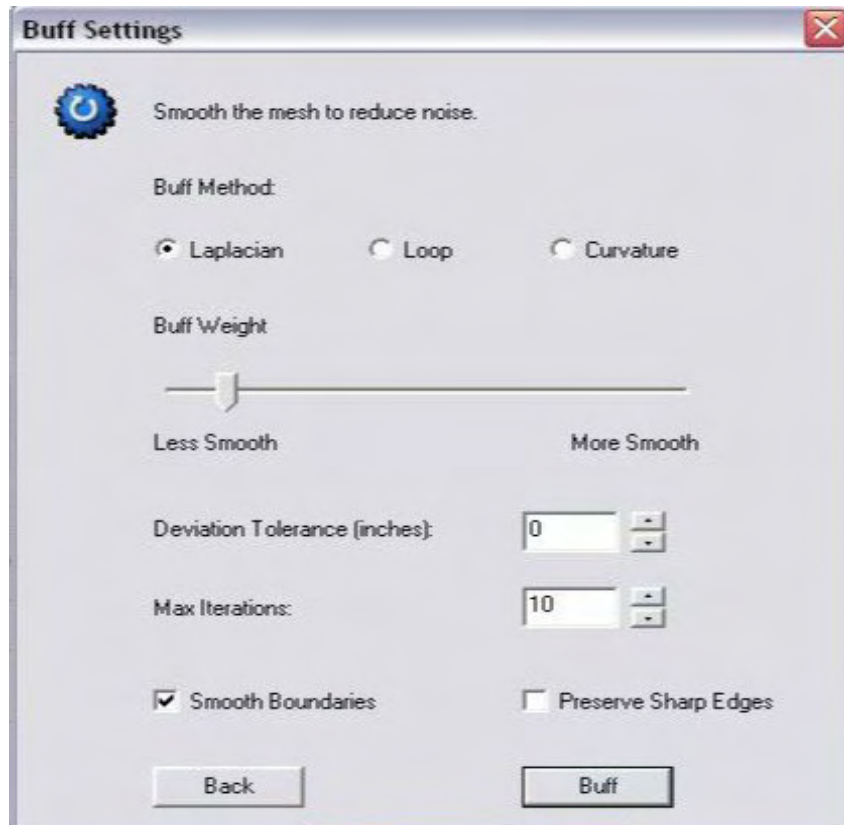 Buff Settings
Smooth the mesh to reduce noise.
Buff Method:
Laplacian Loop Curvature
Buff Weight
Less Smooth More Smooth
Deviation Tolerance (inches): 0
Max Iterations: 10
Smooth Boundaries Preserve Sharp Edges
Back Buff